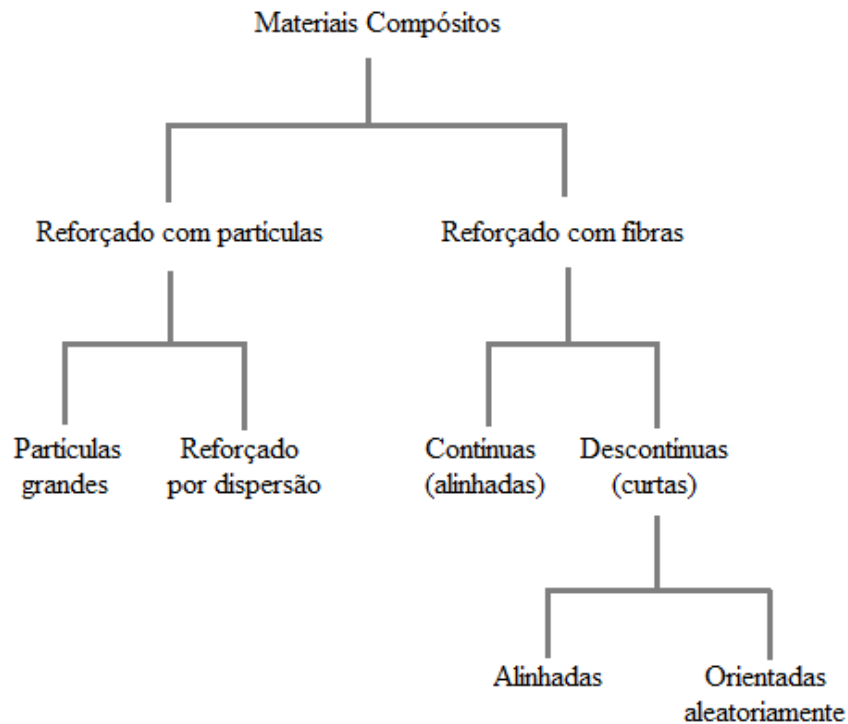 Materiais Compósitos
Reforçado com partículas
Reforçado com fibras
Partículas
grandes
Reforçado
por dispersão
Contínuas
(alinhadas)
Descontínuas
(curtas)
Alinhadas
Orientadas
aleatoriamente